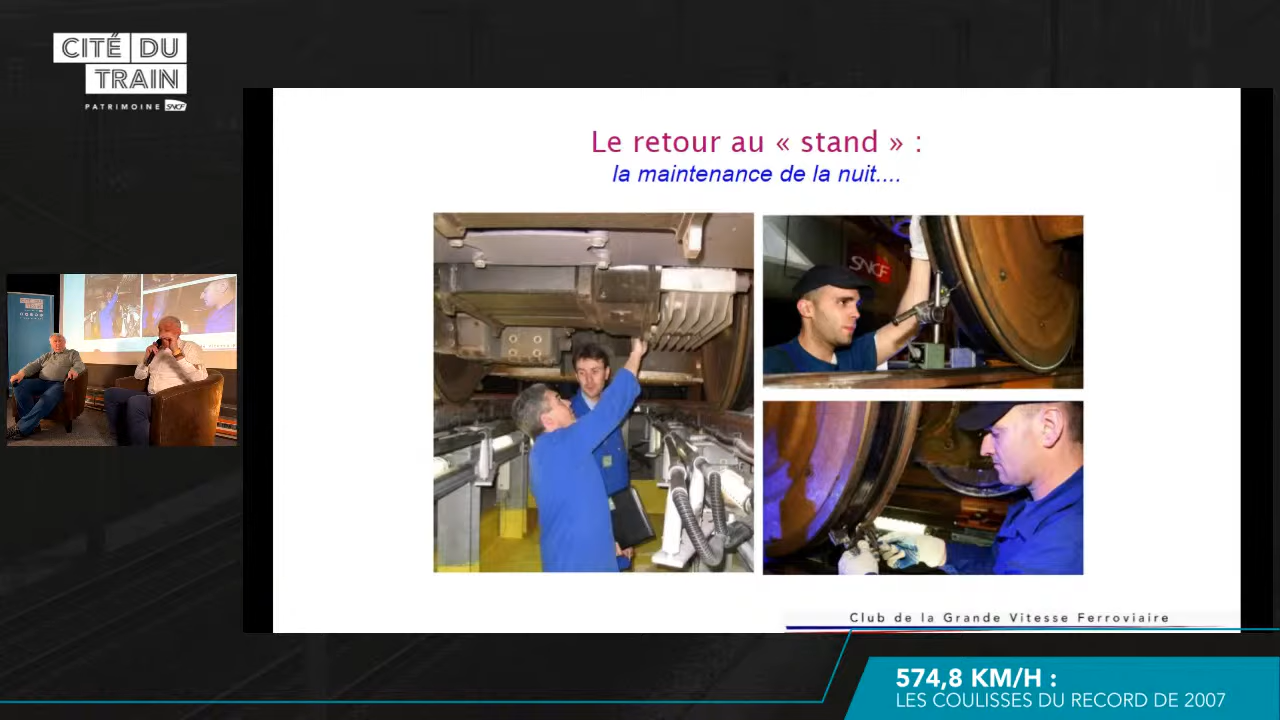 CITÉ DU
TRAIN
PATRIMOINE SNCF
Le retour au « stand » :
la maintenance de la nuit....
SNCF
Club de la Grande Vitesse Ferroviaire
574,8 KM/H :
LES COULISSES DU RECORD DE 2007